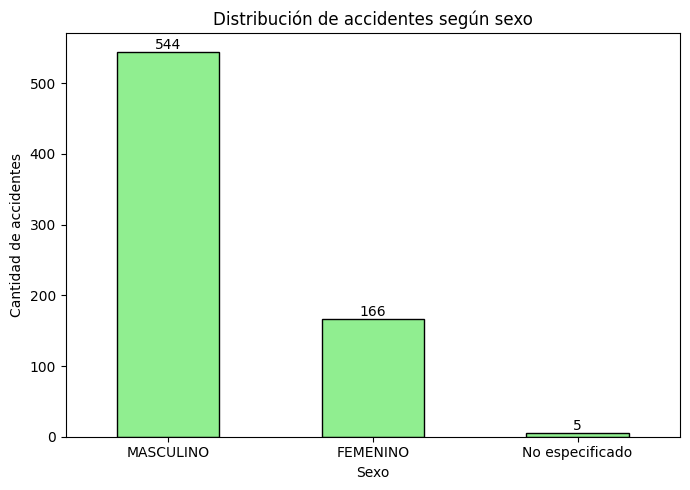 Distribución de accidentes según sexo
544
500
400
300
200
166
100
5
0
MASCULINO FEMENINO No especificado
Sexo
Cantidad de accidentes